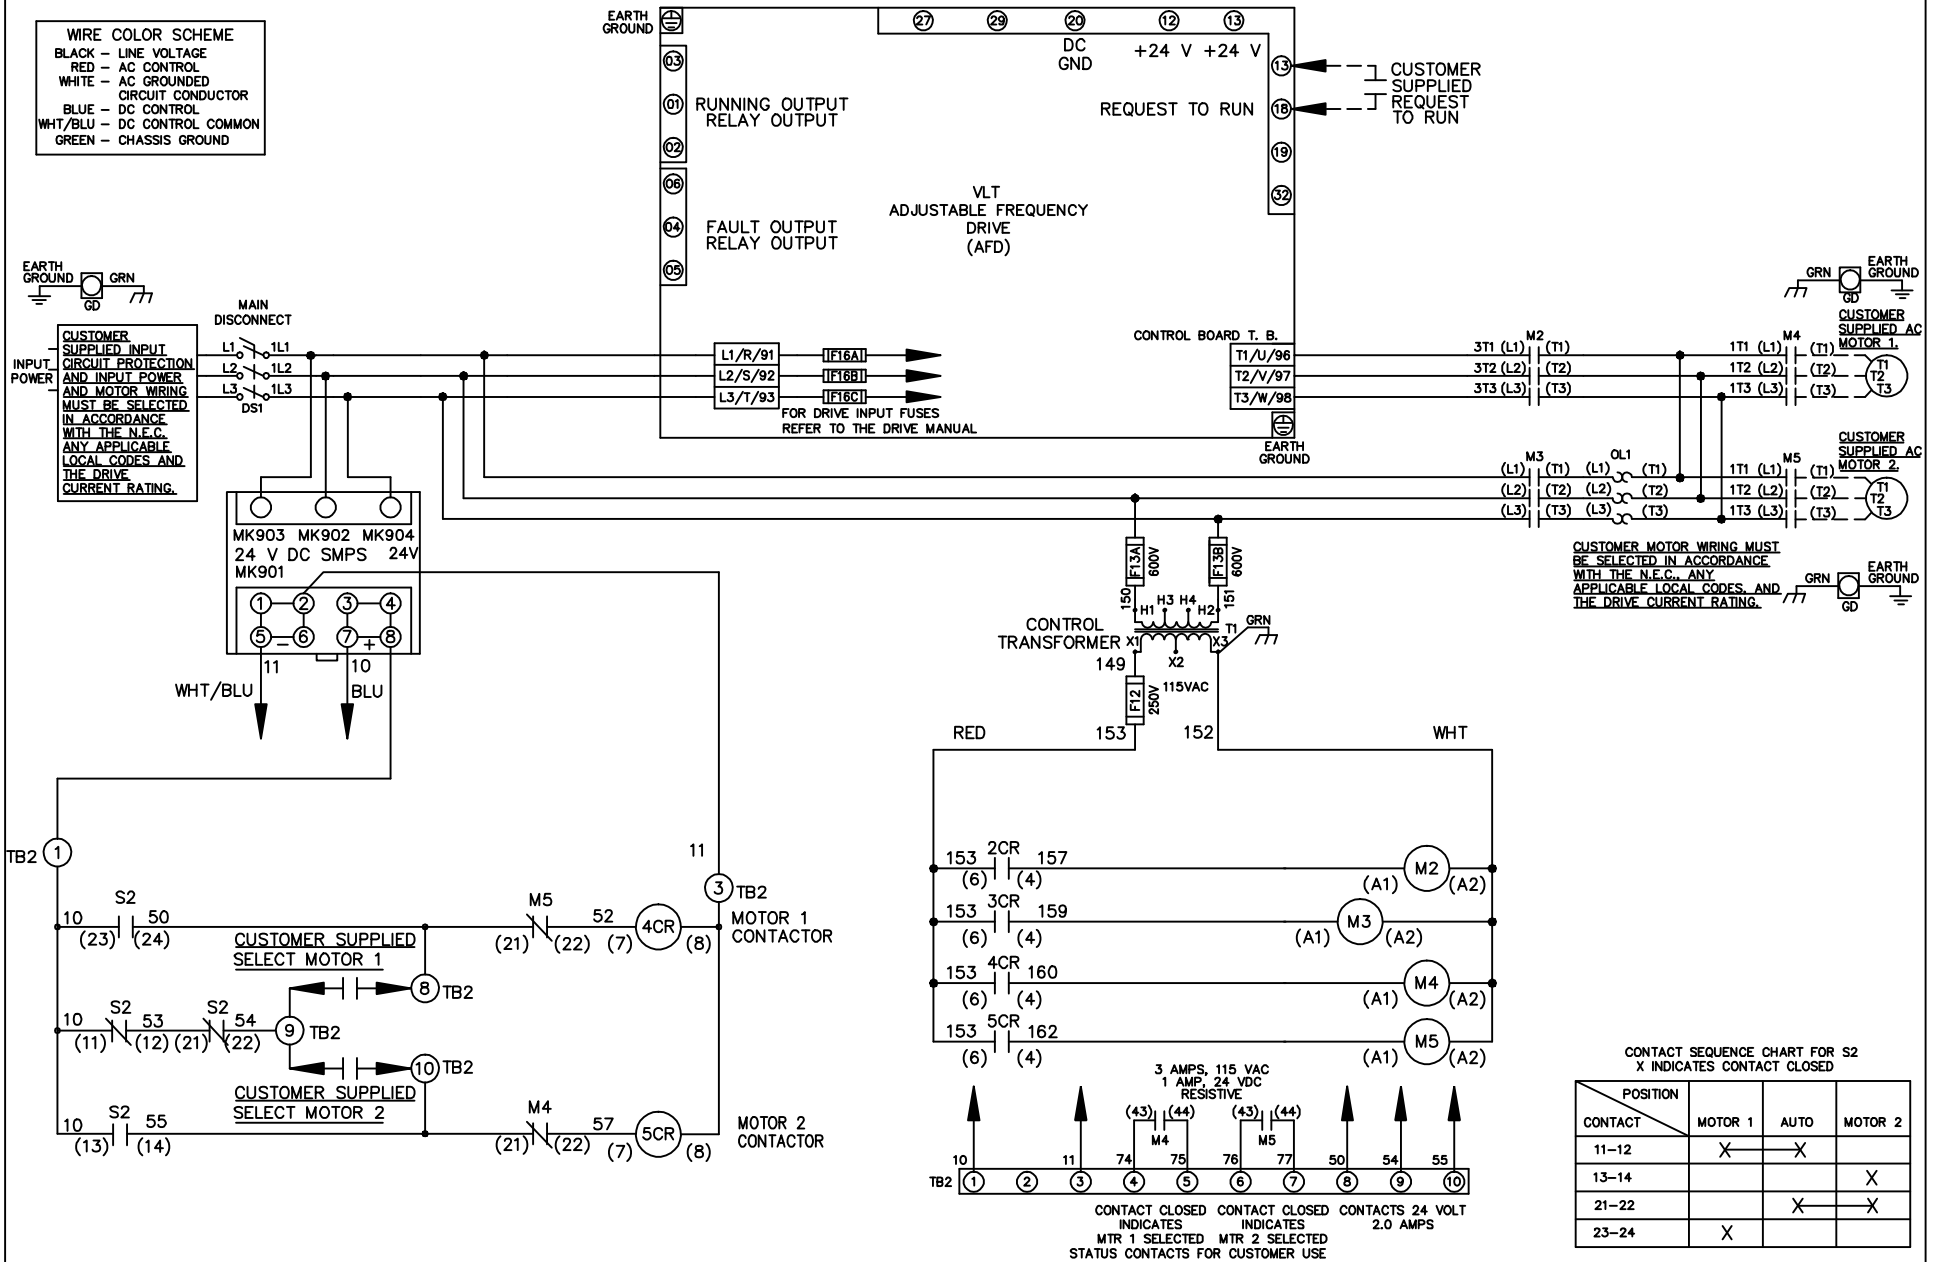 WIRE COLOR SCHEME
BLACK – LINE VOLTAGE
RED – AC CONTROL
WHITE – AC GROUNDED
CIRCUIT CONDUCTOR
BLUE – DC CONTROL
WHT/BLU – DC CONTROL COMMON
GREEN – CHASSIS GROUND
EARTH
GROUND
03
01
02
RUNNING OUTPUT
RELAY OUTPUT
06
04
05
FAULT OUTPUT
RELAY OUTPUT
27 29 20 12 13
DC
GND
+24 V +24 V
13
18
19
32
REQUEST TO RUN
CUSTOMER
SUPPLIED
REQUEST
TO RUN
VLT
ADJUSTABLE FREQUENCY
DRIVE
(AFD)
EARTH
GROUND
GRN
GD
INPUT
POWER
CUSTOMER
SUPPLIED INPUT
CIRCUIT PROTECTION
AND INPUT POWER
AND MOTOR WIRING
MUST BE SELECTED
IN ACCORDANCE
WITH THE N.E.C.
ANY APPLICABLE
LOCAL CODES AND
THE DRIVE
CURRENT RATING.
MAIN
DISCONNECT
L1 1L1
L2 1L2
L3 1L3
DS1
L1/R/91 F16A
L2/S/92 F16B
L3/T/93 F16C
FOR DRIVE INPUT FUSES
REFER TO THE DRIVE MANUAL
CONTROL BOARD T. B.
T1/U/96
T2/V/97
T3/W/98
EARTH
GROUND
M2
3T1 (L1) (T1)
3T2 (L2) (T2)
3T3 (L3) (T3)
M4
1T1 (L1) (T1)
1T2 (L2) (T2)
1T3 (L3) (T3)
GRN
EARTH
GROUND
GD
CUSTOMER
SUPPLIED AC
MOTOR 1.
T1
T2
T3
M3
(L1) (T1)
(L2) (T2)
(L3) (T3)
OL1
(L1) (T1)
(L2) (T2)
(L3) (T3)
M5
1T1 (L1) (T1)
1T2 (L2) (T2)
1T3 (L3) (T3)
CUSTOMER
SUPPLIED AC
MOTOR 2.
T1
T2
T3
CUSTOMER MOTOR WIRING MUST
BE SELECTED IN ACCORDANCE
WITH THE N.E.C., ANY
APPLICABLE LOCAL CODES, AND
THE DRIVE CURRENT RATING.
GRN
EARTH
GROUND
GD
MK903 MK902 MK904
24 V DC SMPS 24V
MK901
1 2 3 4
5 – 6 7 + 8
11
10
WHT/BLU
BLU
F13A
600V
F13B
600V
150
151
H1 H3 H4 H2
CONTROL
TRANSFORMER
X1 X2 X3
T1
GRN
149
115VAC
F12
250V
153
152
RED
WHT
TB2 1
11
3 TB2
10 S2 50
(23) (24)
M5
(21) (22)
52
(7) 4CR (8)
MOTOR 1
CONTACTOR
CUSTOMER SUPPLIED
SELECT MOTOR 1
8 TB2
10 S2 53 S2 54
(11) (12) (21) (22)
9 TB2
10 TB2
CUSTOMER SUPPLIED
SELECT MOTOR 2
10 S2 55
(13) (14)
M4
(21) (22)
57
(7) 5CR (8)
MOTOR 2
CONTACTOR
153 2CR 157
(6) (4)
(A1) M2 (A2)
153 3CR 159
(6) (4)
(A1) M3 (A2)
153 4CR 160
(6) (4)
(A1) M4 (A2)
153 5CR 162
(6) (4)
(A1) M5 (A2)
3 AMPS, 115 VAC
1 AMP, 24 VDC
RESISTIVE
(43) (44)
M4
(43) (44)
M5
10 11 74 75 76 77 50 54 55
TB2 1 2 3 4 5 6 7 8 9 10
CONTACT CLOSED
INDICATES
MTR 1 SELECTED
CONTACT CLOSED
INDICATES
MTR 2 SELECTED
STATUS CONTACTS FOR CUSTOMER USE
CONTACTS 24 VOLT
2.0 AMPS
CONTACT SEQUENCE CHART FOR S2
X INDICATES CONTACT CLOSED
POSITION
CONTACT MOTOR 1 AUTO MOTOR 2
11–12 X X
13–14 X
21–22 X X
23–24 X